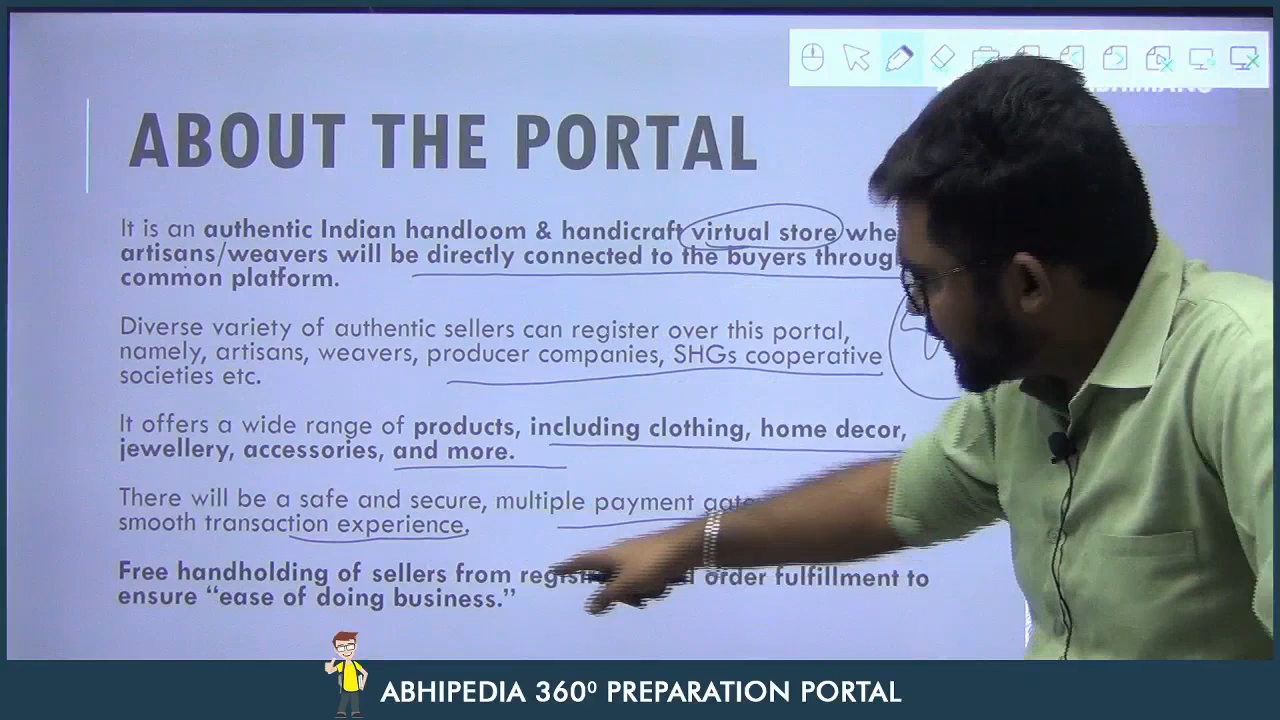 ABOUT THE PORTAL
It is an authentic Indian handloom & handicraft virtual store
artisans/weavers will be directly connected to the buyers
common platform.
Diverse variety of authentic sellers can register over this portal,
namely, artisans, weavers, producer companies, SHGs cooperative
societies etc.
It offers a wide range of products, including clothing, home decor,
jewellery, accessories, and more.
There will be a safe and secure, multiple payment
smooth transaction experience.
Free handholding of sellers from order fulfillment to
ensure “ease of doing business.”
ABHIPEDIA 360⁰ PREPARATION PORTAL